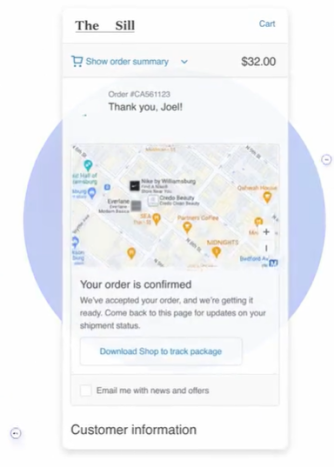 The Sill
Cart
Show order summary
$32.00
Order #CA561123
Thank you, Joel!
Nike by Williamsburg
Everlane
Credo Beauty
Partners Coffee
MIDNIGHTS
Your order is confirmed
We've accepted your order, and we're getting it
ready. Come back to this page for updates on your
shipment status.
Download Shop to track package
Email me with news and offers
Customer information